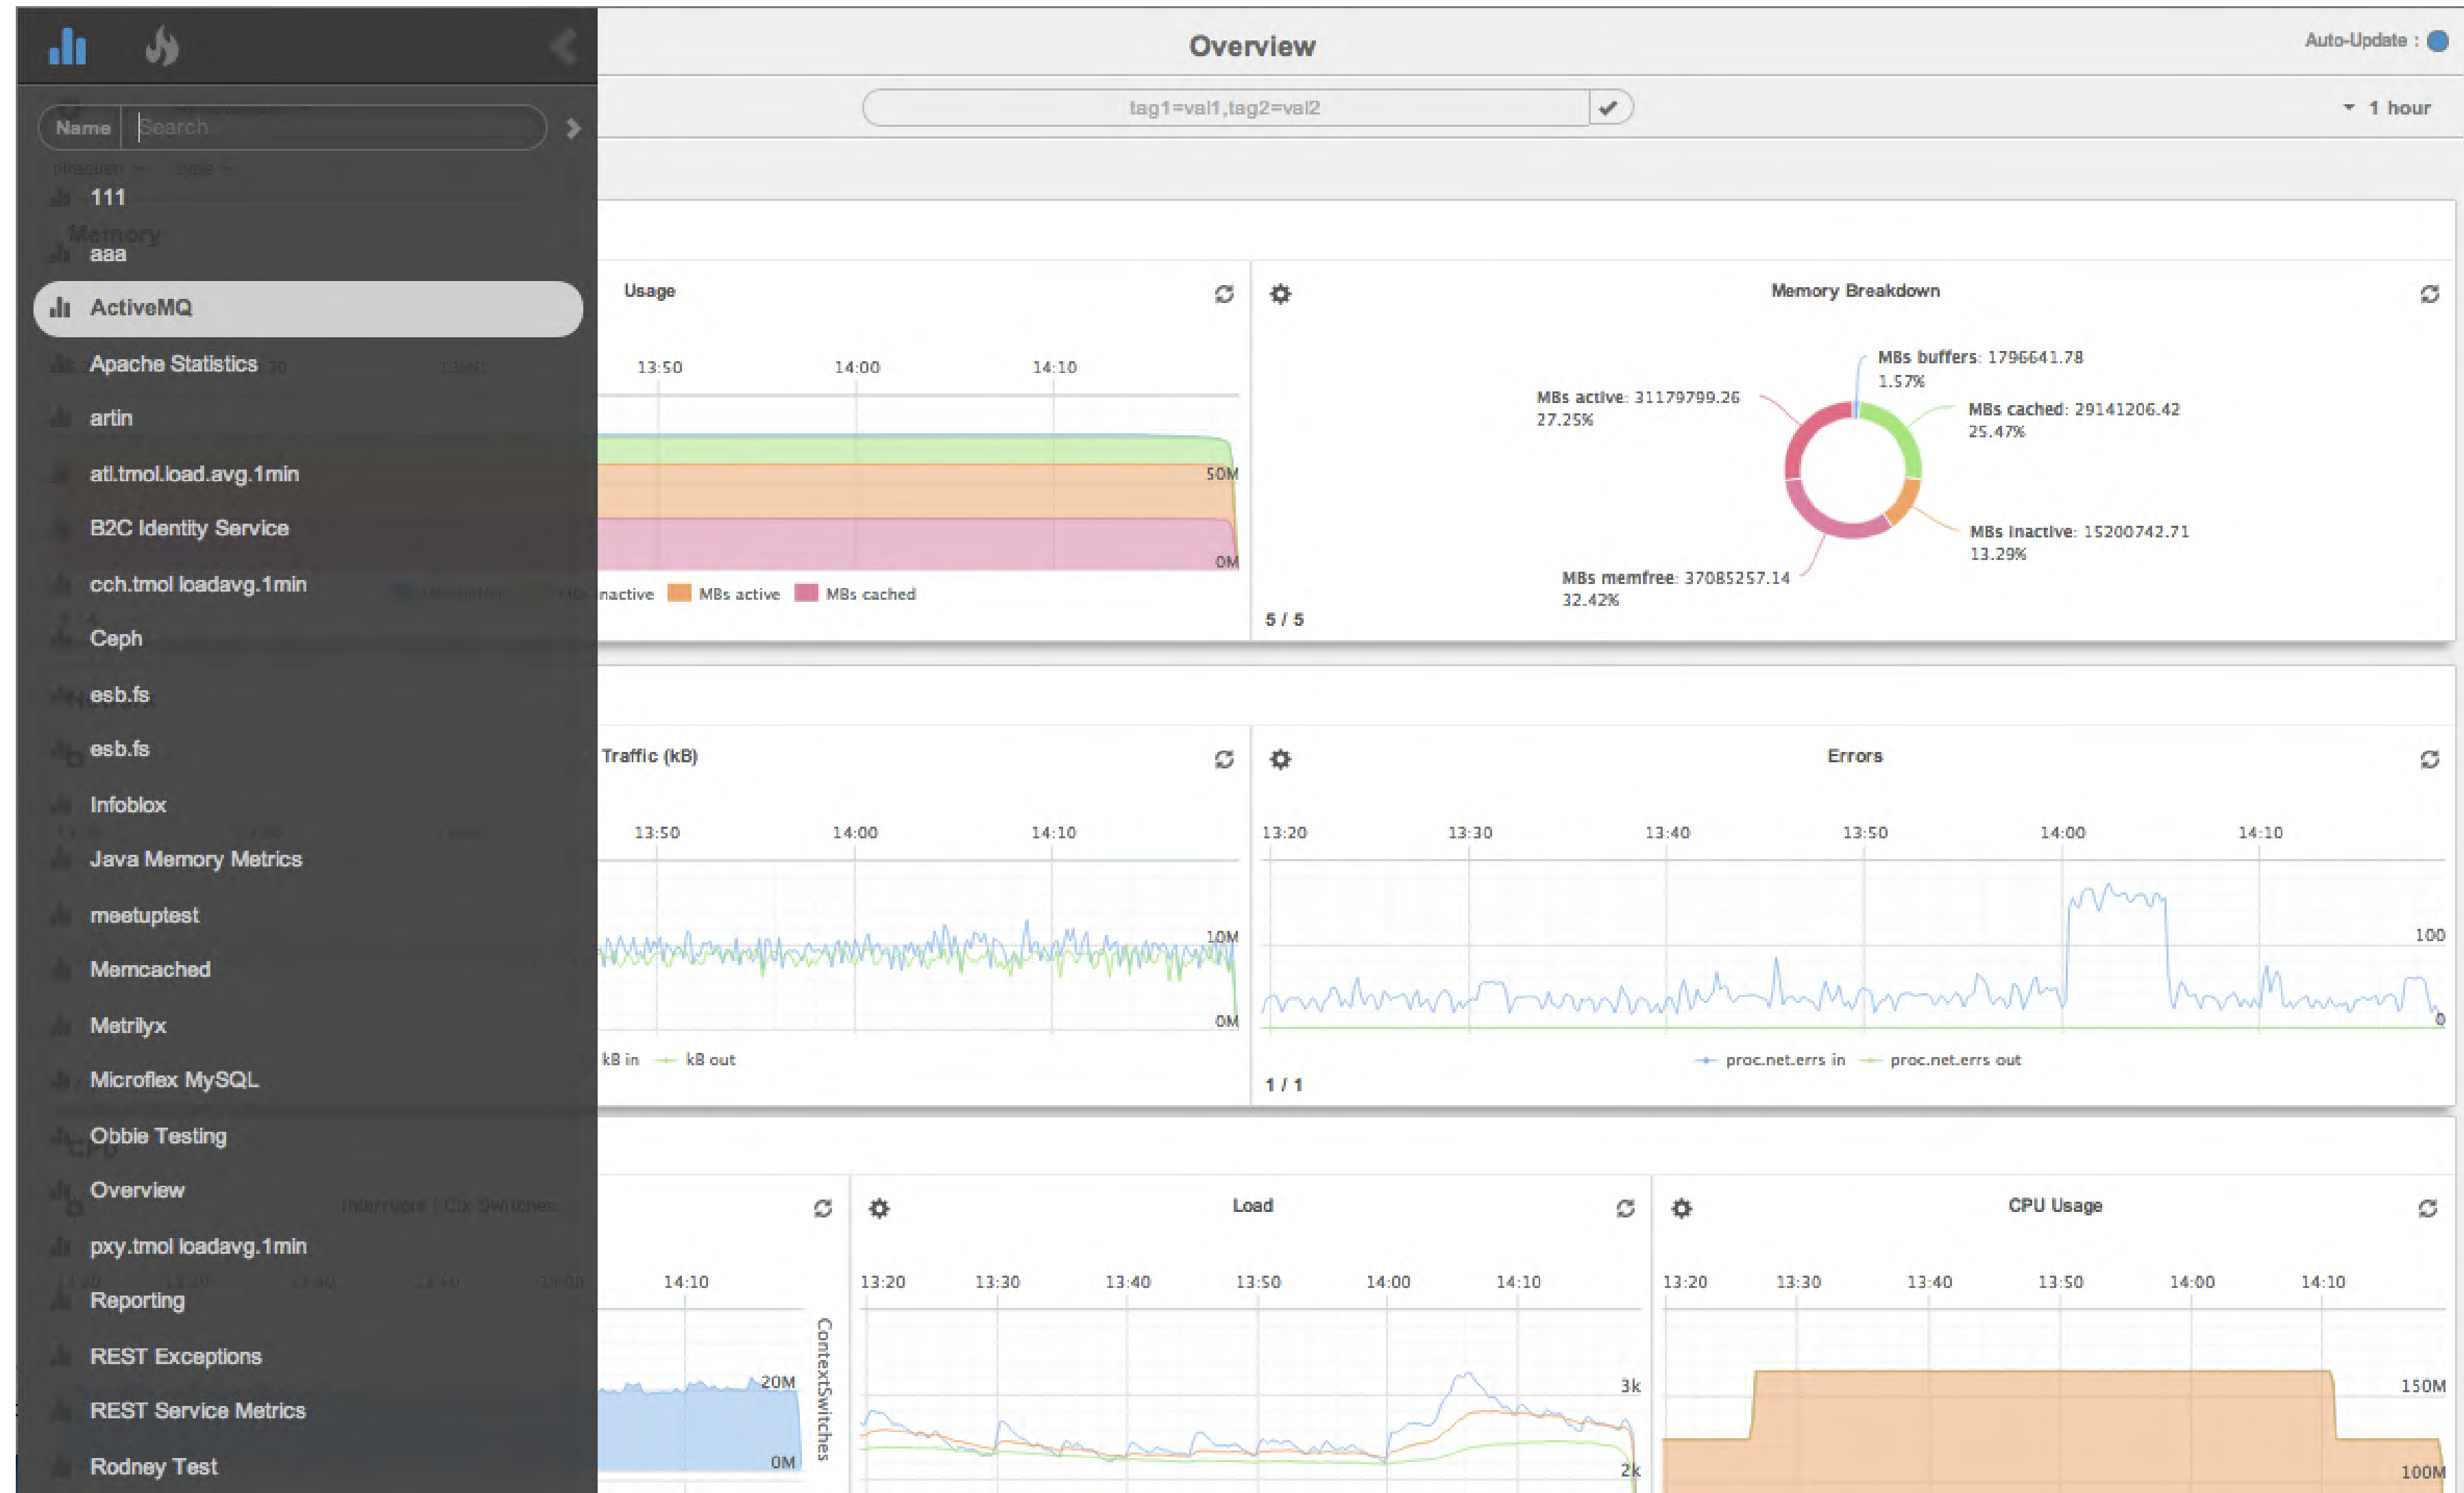 Overview
Auto-Update :
tag1=val1,tag2=val2
1 hour
Name
Search
direction
type
111
Memory
aaa
ActiveMQ
Apache Statistics
artin
atl.tmol.load.avg.1min
B2C Identity Service
cch.tmol loadavg.1min
Ceph
esb.fs
esb.fs
Infoblox
Java Memory Metrics
meetuptest
Memcached
Metrilyx
Microflex MySQL
Obbie Testing
CPU
Overview
Interrupts / Ctx Switches
pxy.tmol loadavg.1min
Reporting
REST Exceptions
REST Service Metrics
Rodney Test
Usage
13:50 14:00 14:10
50M
0M
nactive MBs active MBs cached
Memory Breakdown
MBs buffers: 1796641.78
1.57%
MBs active: 31179799.26
27.25%
MBs cached: 29141206.42
25.47%
MBs inactive: 15200742.71
13.29%
MBs memfree: 37085257.14
32.42%
5 / 5
Traffic (kB)
13:50 14:00 14:10
10M
0M
kB in kB out
Errors
13:20 13:30 13:40 13:50 14:00 14:10
100
0
proc.net.errs in proc.net.errs out
1 / 1
14:10
20M
0M
ContextSwitches
Load
13:20 13:30 13:40 13:50 14:00 14:10
3k
2k
CPU Usage
13:20 13:30 13:40 13:50 14:00 14:10
150M
100M